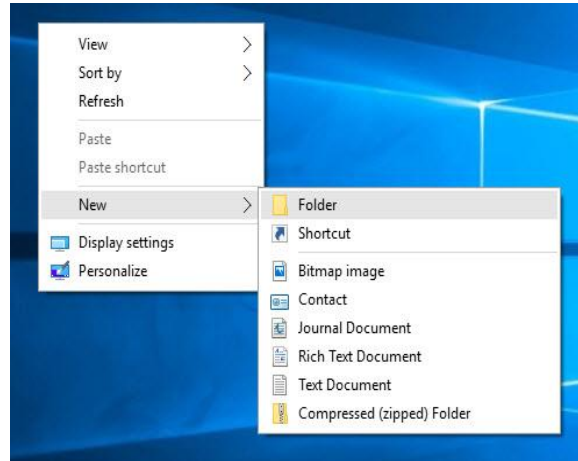 View
Sort by
Refresh
Paste
Paste shortcut
New
Display settings
Personalize
Folder
Shortcut
Bitmap image
Contact
Journal Document
Rich Text Document
Text Document
Compressed (zipped) Folder